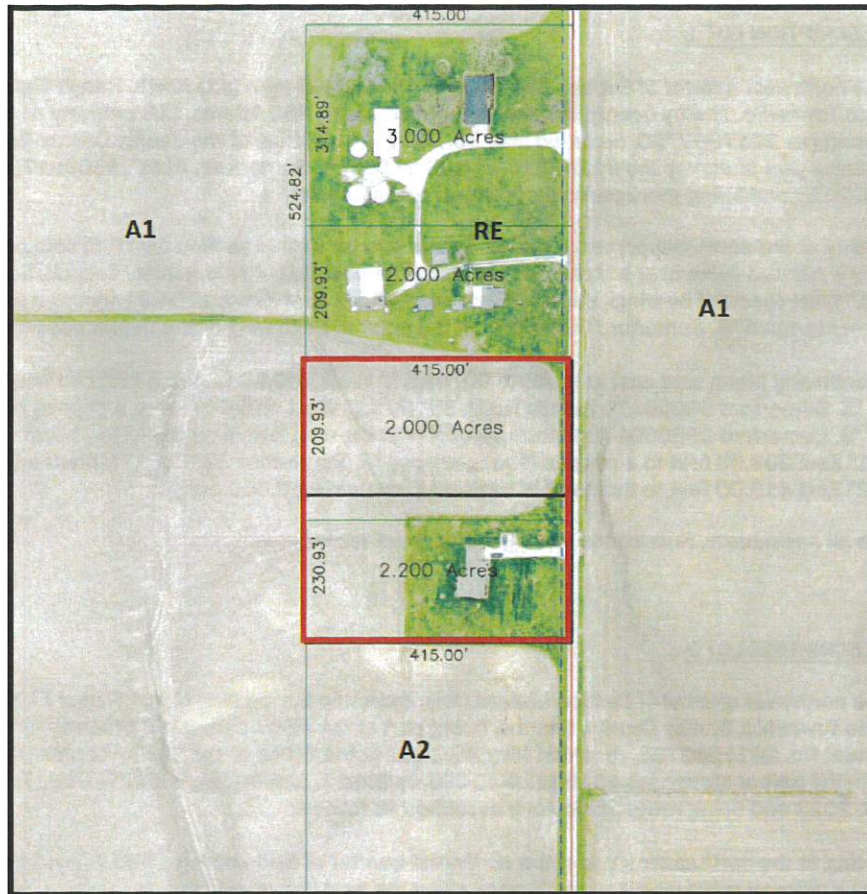 415.00'
314.89'
3.000 Acres
524.82'
A1
RE
209.93'
2.000 Acres
A1
415.00'
209.93'
2.000 Acres
230.93'
2.200 Acres
415.00'
A2